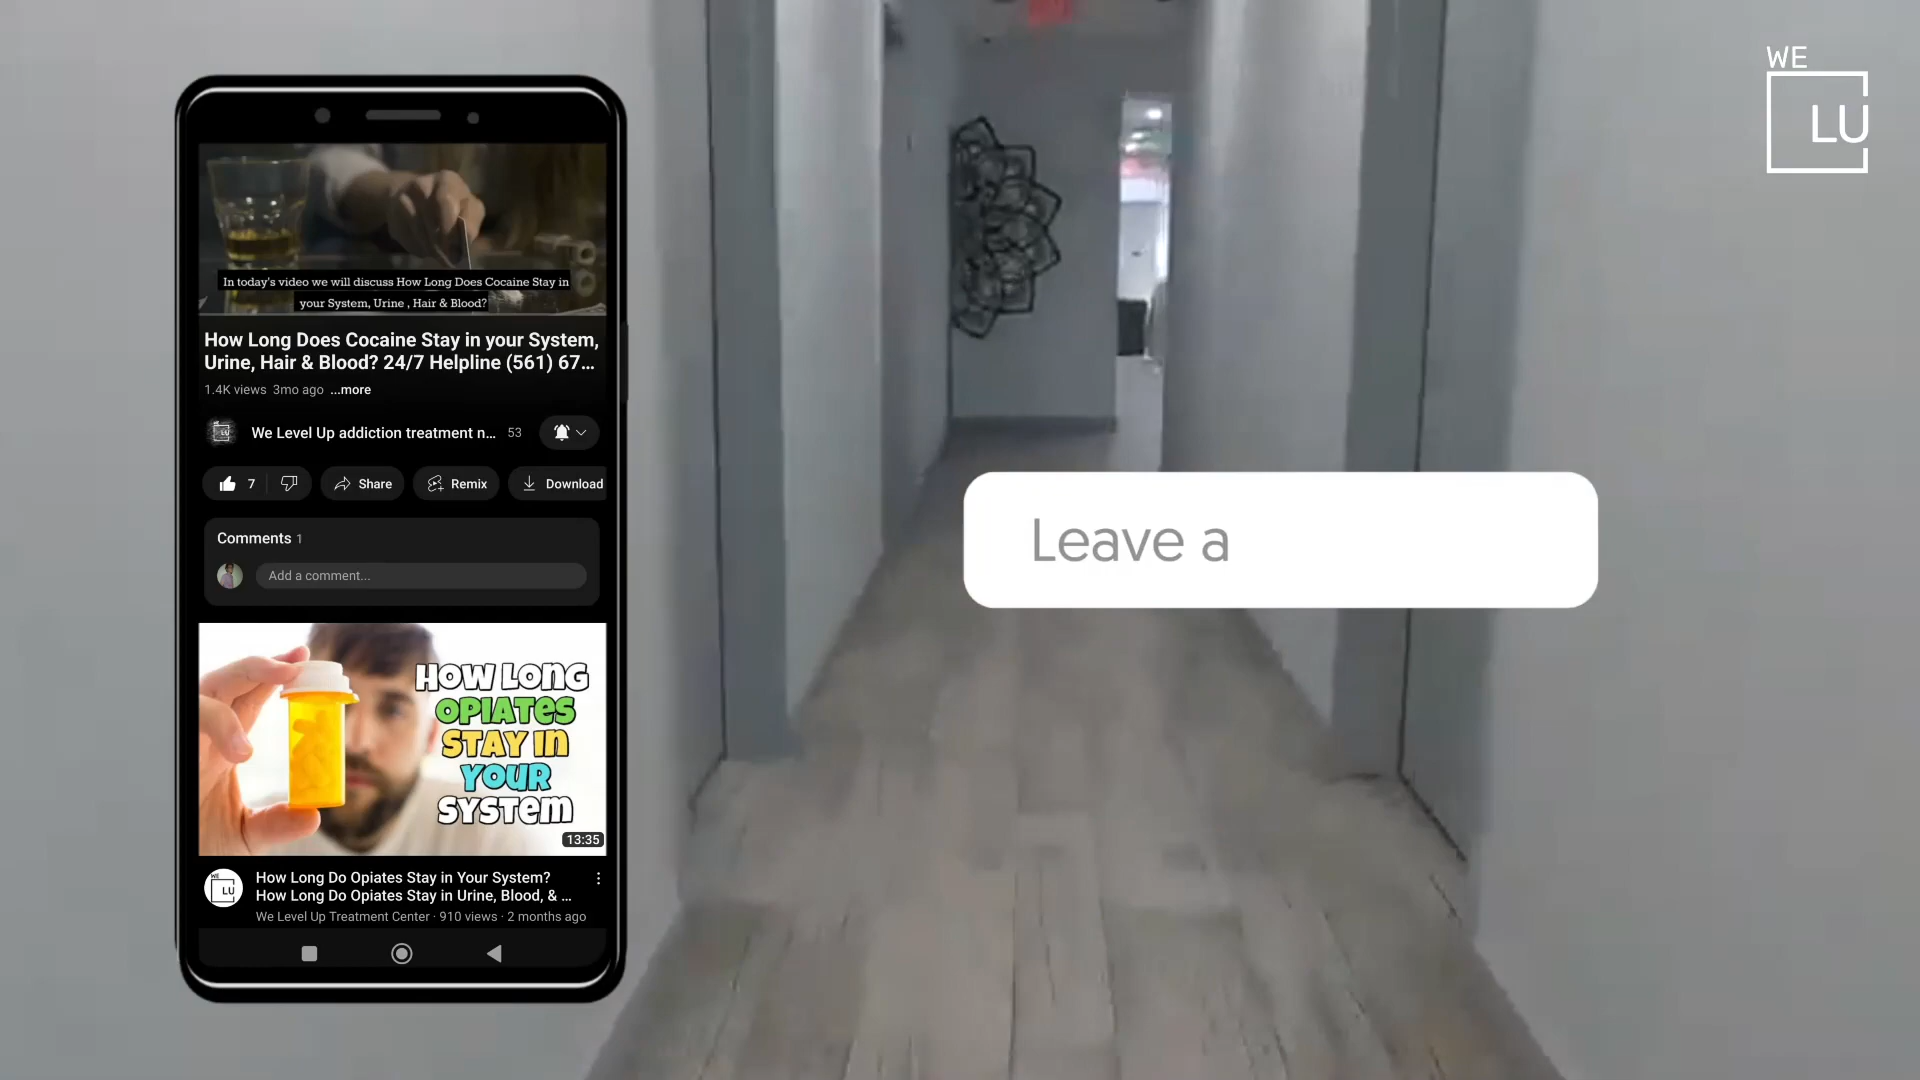 In today's video we will discuss How Long Does Cocaine Stay in
your System, Urine , Hair & Blood?
How Long Does Cocaine Stay in your System,
Urine, Hair & Blood? 24/7 Helpline (561) 67...
1.4K views 3mo ago ...more
We Level Up addiction treatment n... 53
7 Share Remix Download
Comments 1
Add a comment...
HOW LONG
OPIATES
STAY IN
YOUR
SYSTEM
13:35
WE
LU
How Long Do Opiates Stay in Your System?
How Long Do Opiates Stay in Urine, Blood, & ...
We Level Up Treatment Center · 910 views · 2 months ago
Leave a
WE
LU